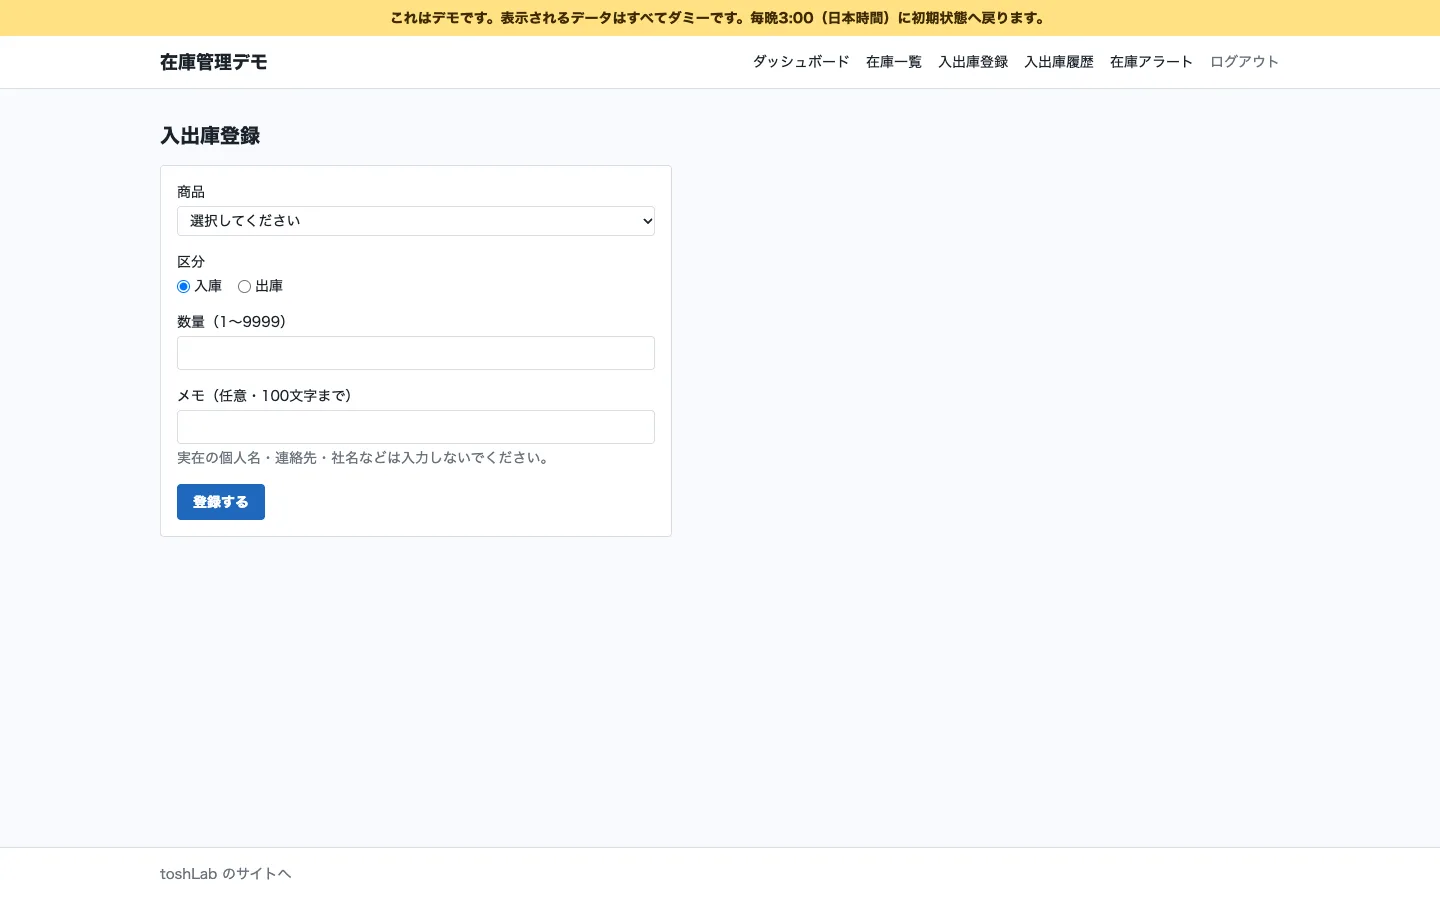 これはデモです。表示されるデータはすべてダミーです。毎晩3:00（日本時間）に初期状態へ戻ります。
在庫管理デモ
ダッシュボード 在庫一覧 入出庫登録 入出庫履歴 在庫アラート ログアウト
入出庫登録
商品
選択してください
区分
入庫 出庫
数量（1〜9999）
メモ（任意・100文字まで）
実在の個人名・連絡先・社名などは入力しないでください。
登録する
toshLab のサイトへ